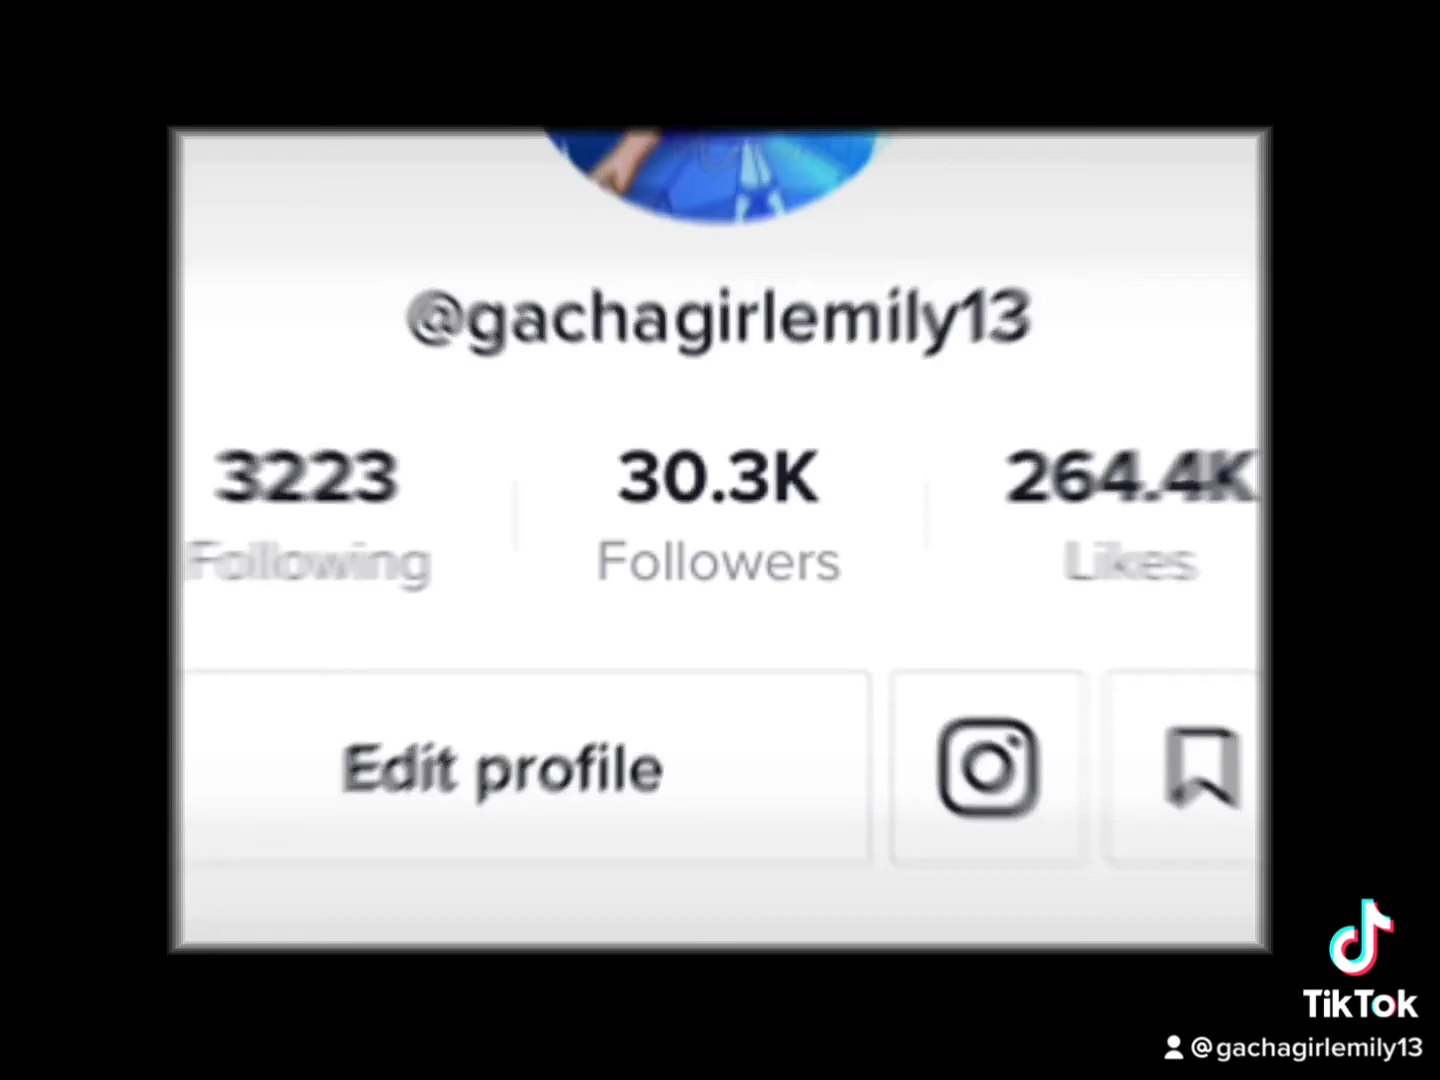 @gachagirlemily13
3223 30.3K 264.4K
Following Followers Likes
Edit profile
TikTok
@gachagirlemily13